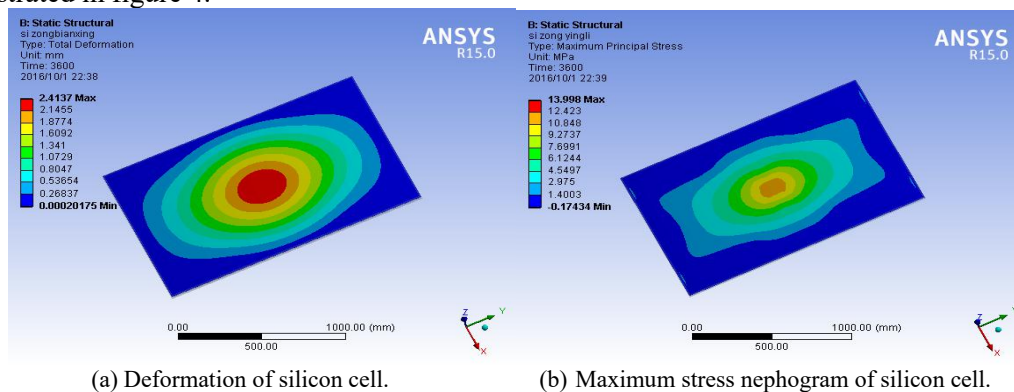 strated in figure 4.
B: Static Structural
si zongbianxing
Type: Total Deformation
Unit: mm
Time: 3600
2016/10/1 22:38
ANSYS
R15.0
2.4137 Max
2.1455
1.8774
1.6092
1.341
1.0729
0.8047
0.53654
0.26837
0.00020175 Min
0.00
1000.00 (mm)
500.00
Z
Y
X
(a) Deformation of silicon cell.
B: Static Structural
si zong yingli
Type: Maximum Principal Stress
Unit: MPa
Time: 3600
2016/10/1 22:39
ANSYS
R15.0
13.998 Max
12.423
10.848
9.2737
7.6991
6.1244
4.5497
2.975
1.4003
-0.17434 Min
0.00
1000.00 (mm)
500.00
Z
Y
X
(b) Maximum stress nephogram of silicon cell.